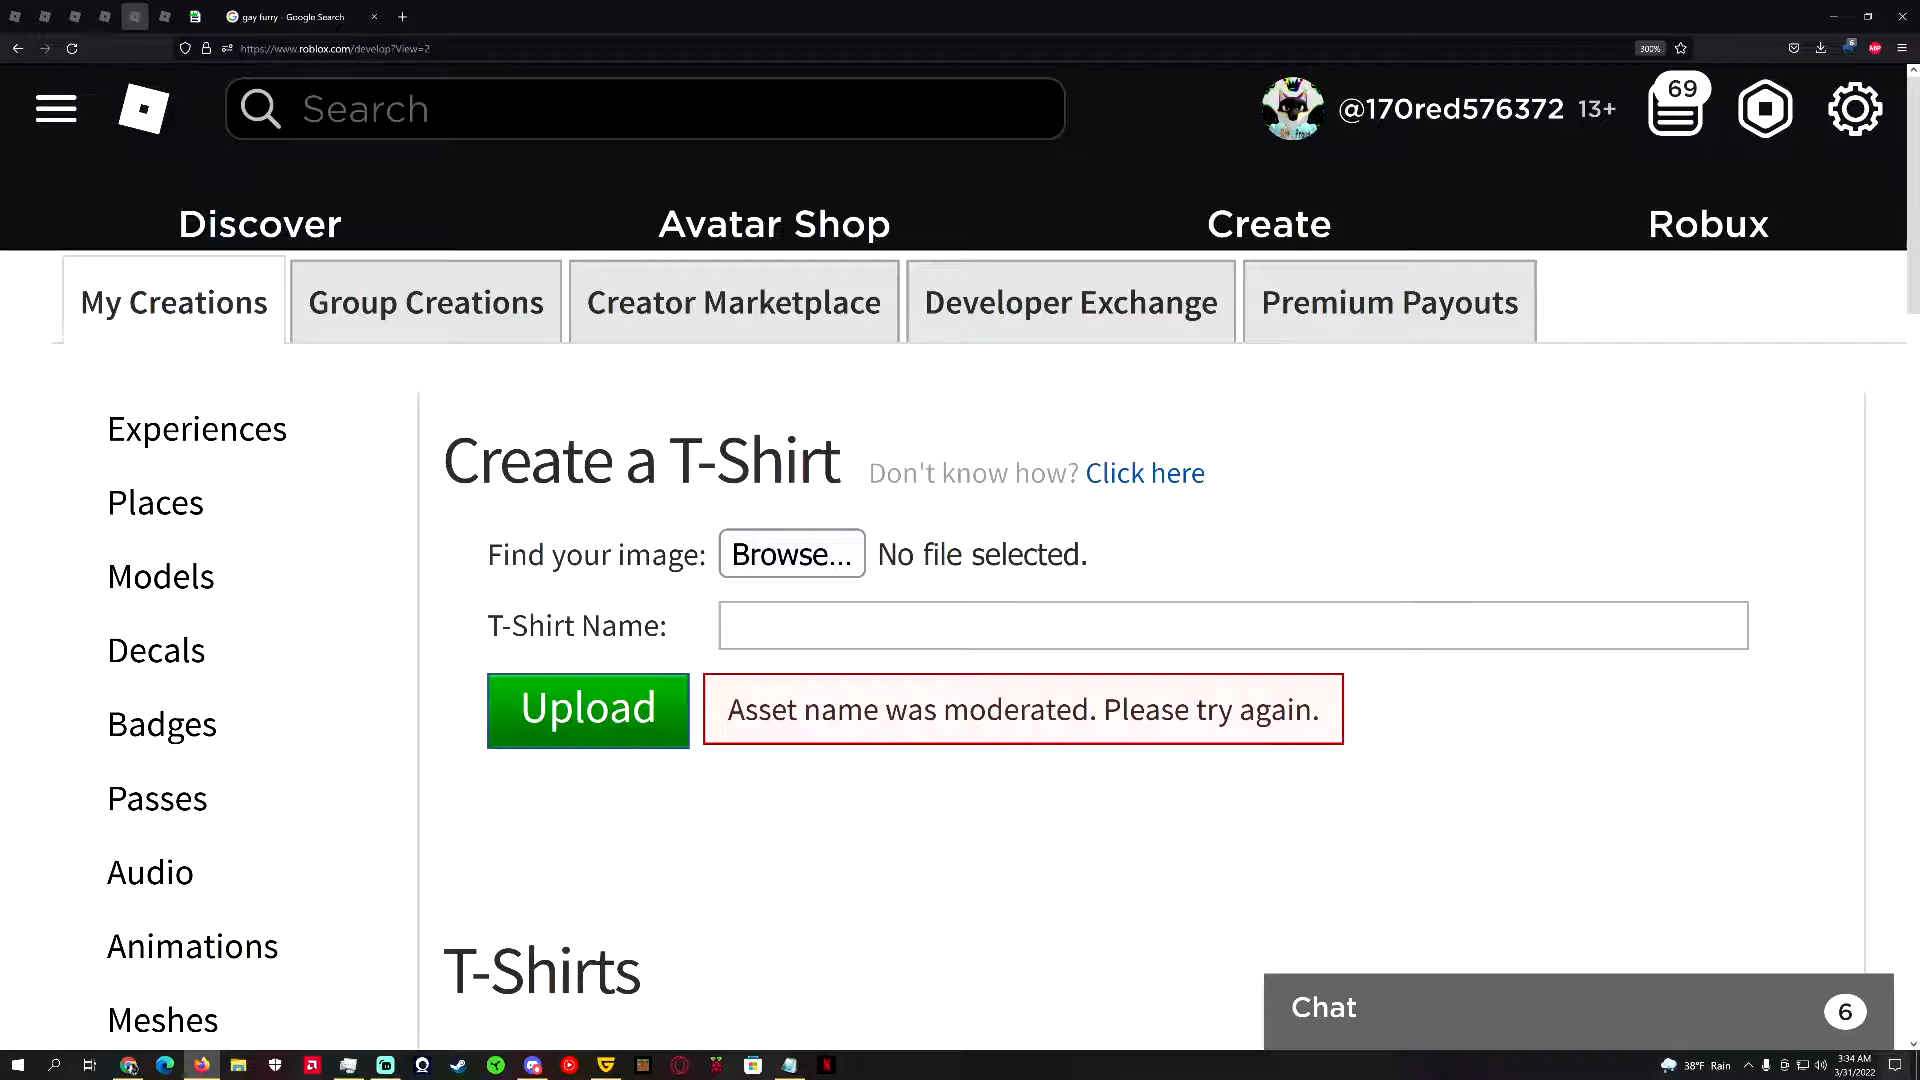 gay furry - Google Search
https://www.roblox.com/develop?View=2
300%
6
ABP
Search
@170red576372 13+
69
Discover Avatar Shop Create Robux
My Creations Group Creations Creator Marketplace Developer Exchange Premium Payouts
Experiences
Places
Models
Decals
Badges
Passes
Audio
Animations
Meshes
Create a T-Shirt Don't know how? Click here
Find your image: Browse... No file selected.
T-Shirt Name:
Upload Asset name was moderated. Please try again.
T-Shirts
Chat 6
38°F Rain
3:34 AM
3/31/2022